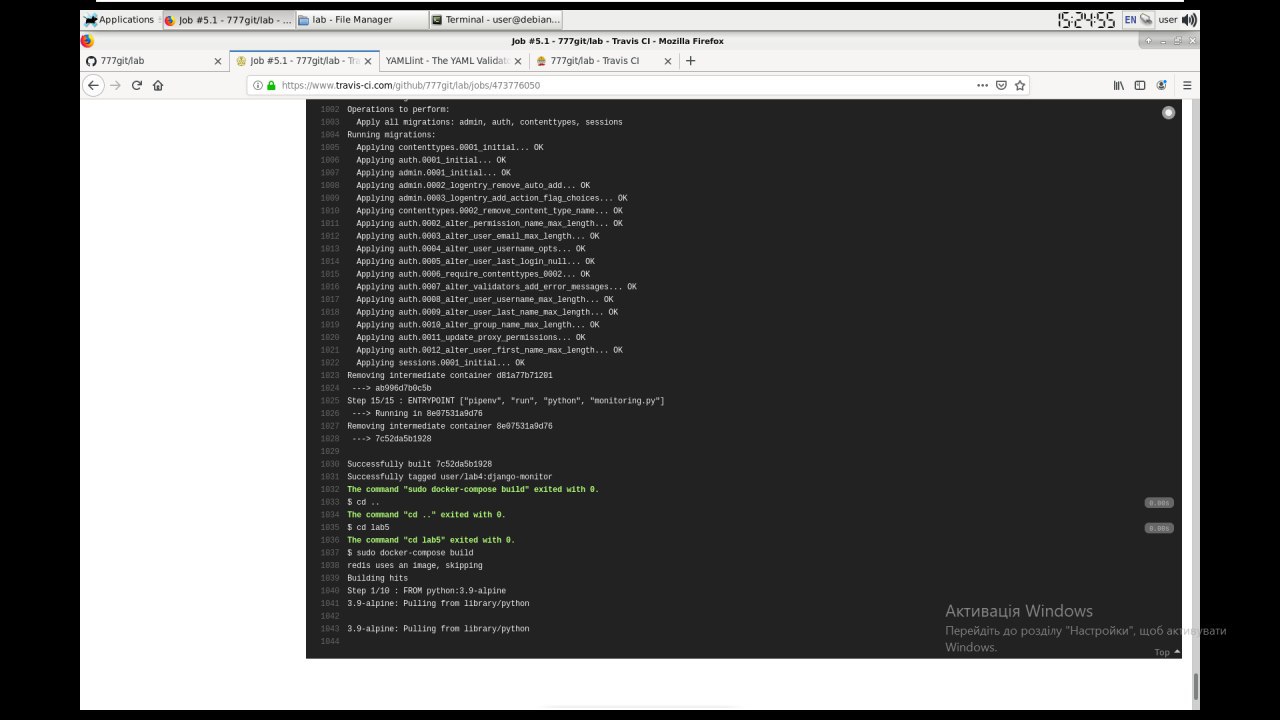 Applications
Job #5.1 - 777git/lab - ...
lab - File Manager
Terminal - user@debian...
15:24:55
EN
user
Job #5.1 - 777git/lab - Travis CI - Mozilla Firefox
777git/lab
Job #5.1 - 777git/lab - Tra
YAMLlint - The YAML Validat
777git/lab - Travis CI
https://www.travis-ci.com/github/777git/lab/jobs/473776050
1002 Operations to perform:
1003 Apply all migrations: admin, auth, contenttypes, sessions
1004 Running migrations:
1005 Applying contenttypes.0001_initial... OK
1006 Applying auth.0001_initial... OK
1007 Applying admin.0001_initial... OK
1008 Applying admin.0002_logentry_remove_auto_add... OK
1009 Applying admin.0003_logentry_add_action_flag_choices... OK
1010 Applying contenttypes.0002_remove_content_type_name... OK
1011 Applying auth.0002_alter_permission_name_max_length... OK
1012 Applying auth.0003_alter_user_email_max_length... OK
1013 Applying auth.0004_alter_user_username_opts... OK
1014 Applying auth.0005_alter_user_last_login_null... OK
1015 Applying auth.0006_require_contenttypes_0002... OK
1016 Applying auth.0007_alter_validators_add_error_messages... OK
1017 Applying auth.0008_alter_user_username_max_length... OK
1018 Applying auth.0009_alter_user_last_name_max_length... OK
1019 Applying auth.0010_alter_group_name_max_length... OK
1020 Applying auth.0011_update_proxy_permissions... OK
1021 Applying auth.0012_alter_user_first_name_max_length... OK
1022 Applying sessions.0001_initial... OK
1023 Removing intermediate container d81a77b71201
1024 ---> ab996d7b0c5b
1025 Step 15/15 : ENTRYPOINT ["pipenv", "run", "python", "monitoring.py"]
1026 ---> Running in 8e07531a9d76
1027 Removing intermediate container 8e07531a9d76
1028 ---> 7c52da5b1928
1029
1030 Successfully built 7c52da5b1928
1031 Successfully tagged user/lab4:django-monitor
1032 The command "sudo docker-compose build" exited with 0.
1033 $ cd .. 0.00s
1034 The command "cd .." exited with 0.
1035 $ cd lab5 0.00s
1036 The command "cd lab5" exited with 0.
1037 $ sudo docker-compose build
1038 redis uses an image, skipping
1039 Building hits
1040 Step 1/10 : FROM python:3.9-alpine
1041 3.9-alpine: Pulling from library/python
1042
1043 3.9-alpine: Pulling from library/python
1044
Активація Windows
Перейдіть до розділу "Настройки", щоб активувати
Windows.
Top